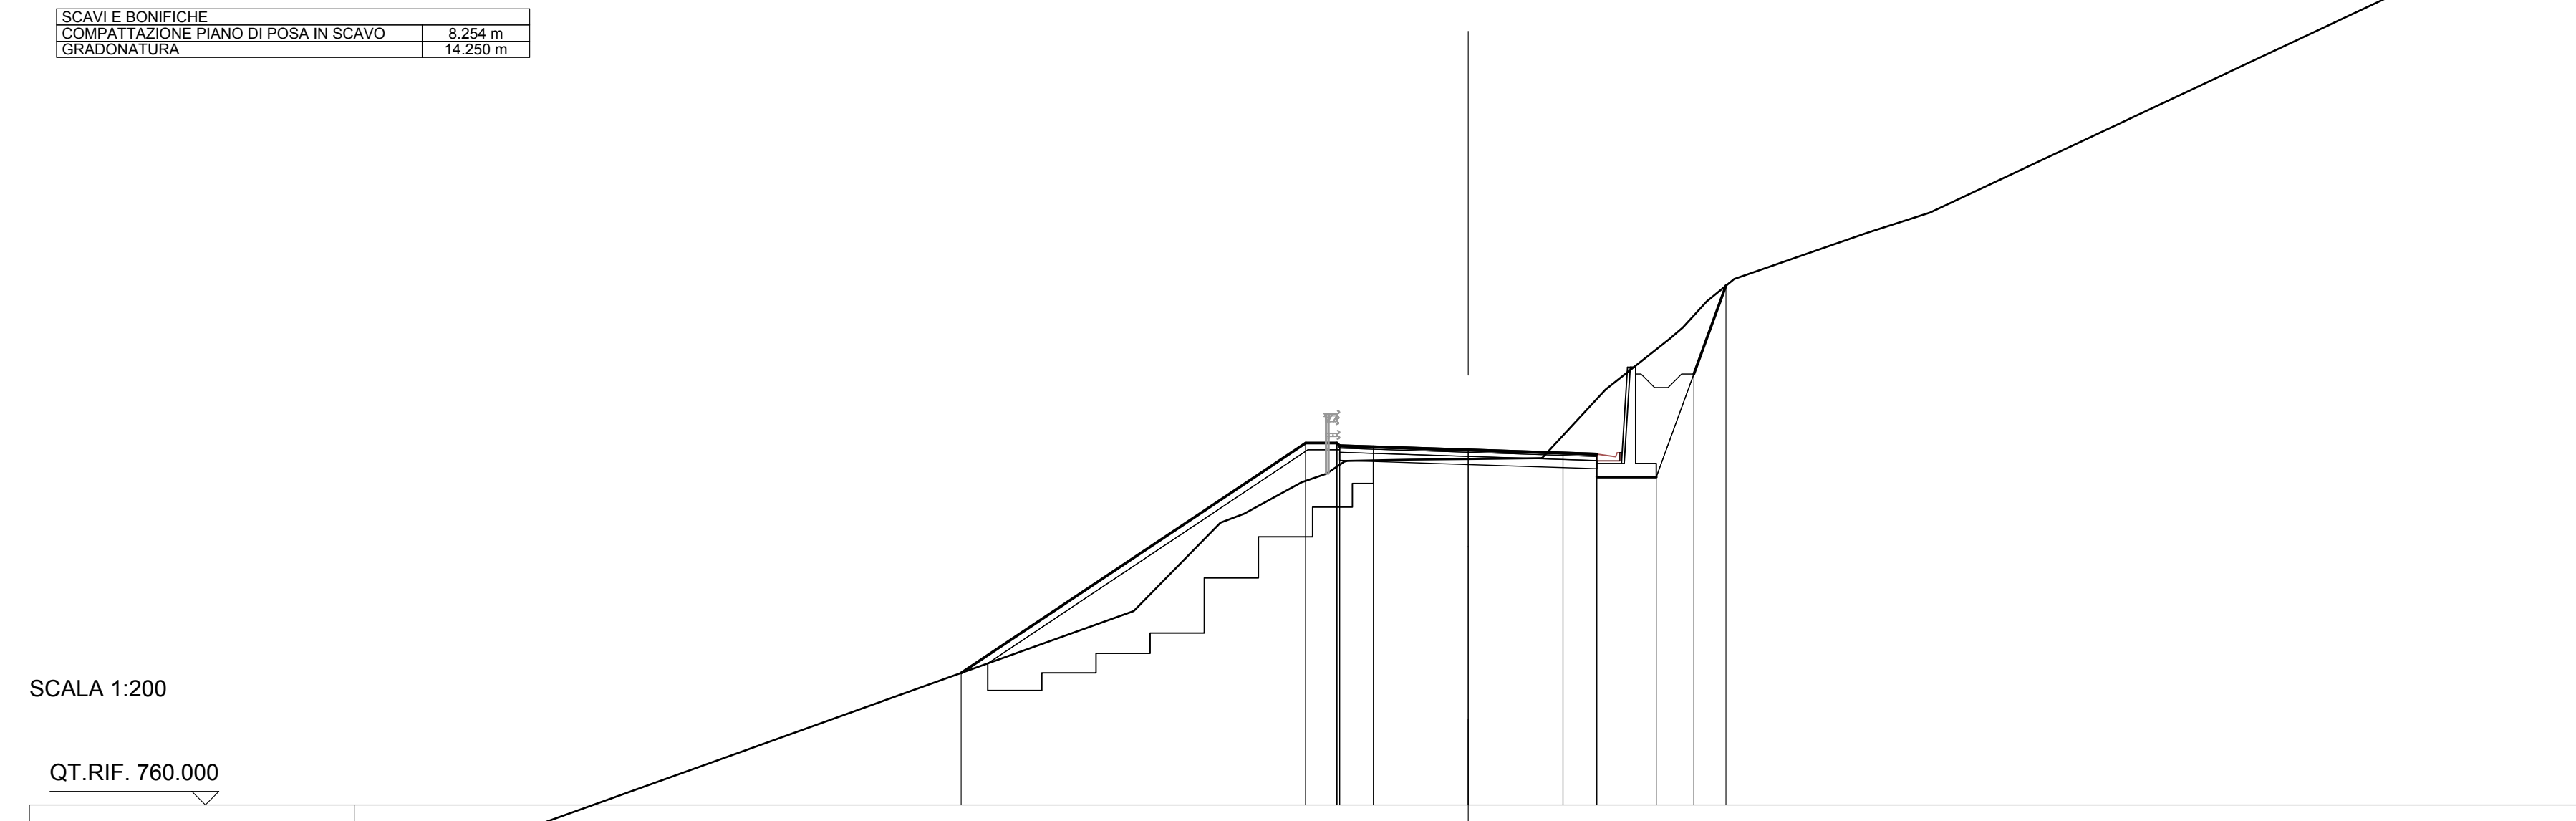 SCAVI E BONIFICHE
COMPATTAZIONE PIANO DI POSA IN SCAVO 8.254 m
GRADONATURA 14.250 m
SCALA 1:200
QT.RIF. 760.000